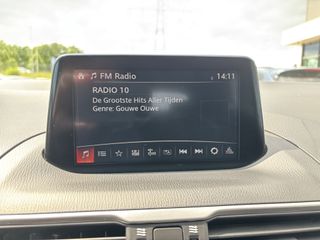 FM Radio 14:11
RADIO 10
De Grootste Hits Aller Tijden
Genre: Gouwe Ouwe